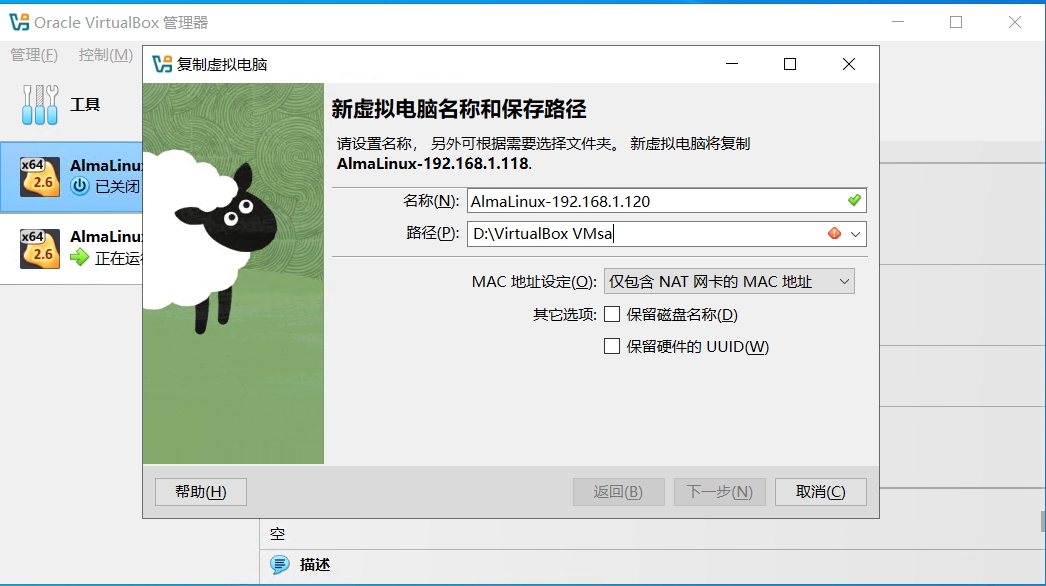 Oracle VirtualBox 管理器
管理(F) 控制(M)
工具
x64
2.6
AlmaLinu
已关闭
x64
2.6
AlmaLinu
正在运
复制虚拟电脑
新虚拟电脑名称和保存路径
请设置名称， 另外可根据需要选择文件夹。 新虚拟电脑将复制
AlmaLinux-192.168.1.118.
名称(N): AlmaLinux-192.168.1.120
路径(P): D:\VirtualBox VMsa
MAC 地址设定(O): 仅包含 NAT 网卡的 MAC 地址
其它选项: 保留磁盘名称(D)
保留硬件的 UUID(W)
帮助(H) 返回(B) 下一步(N) 取消(C)
空
描述